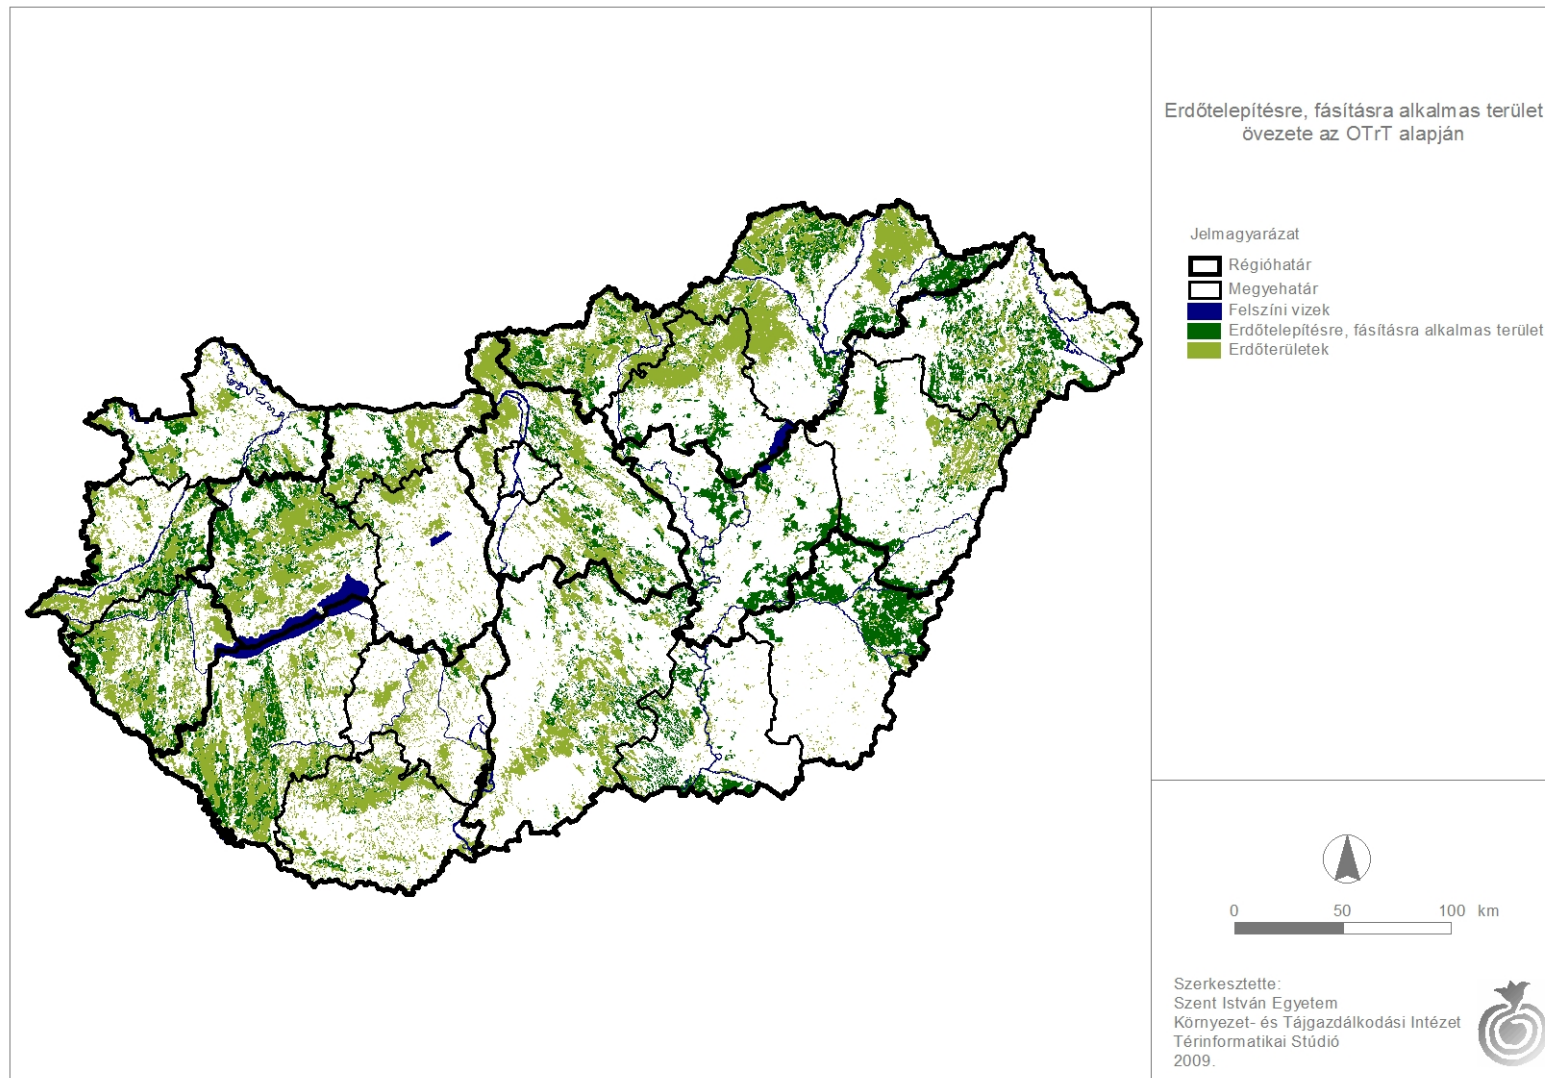 Erdőtelepítésre, fásításra alkalmas terület
övezete az OTrT alapján
Jelmagyarázat
Régióhatár
Megyehatár
Felszíni vizek
Erdőtelepítésre, fásításra alkalmas terület
Erdőterületek
0 50 100 km
Szerkesztette:
Szent István Egyetem
Környezet- és Tájgazdálkodási Intézet
Térinformatikai Stúdió
2009.